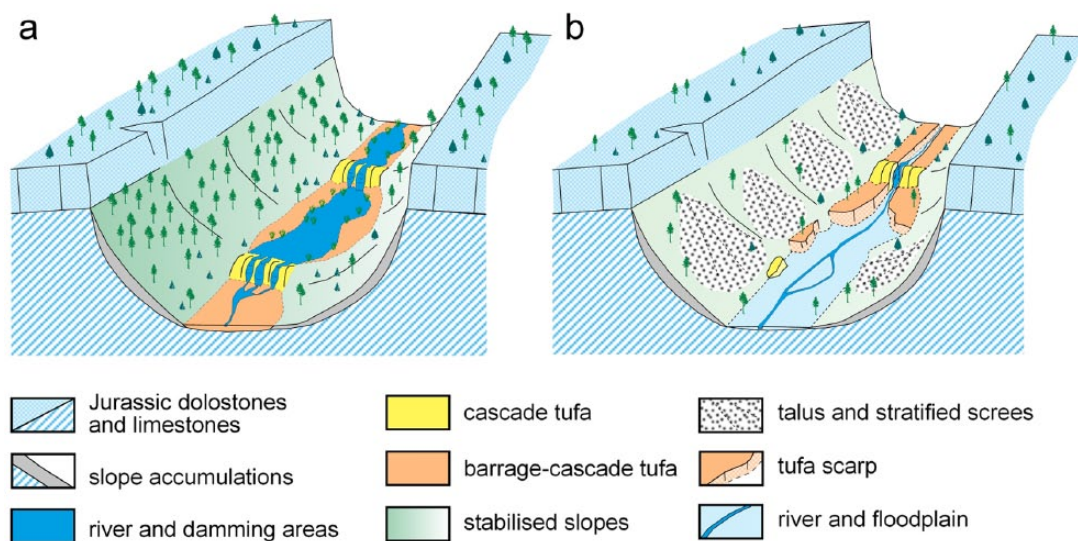 a
b
Jurassic dolostones
and limestones
cascade tufa
talus and stratified screes
slope accumulations
barrage-cascade tufa
tufa scarp
river and damming areas
stabilised slopes
river and floodplain